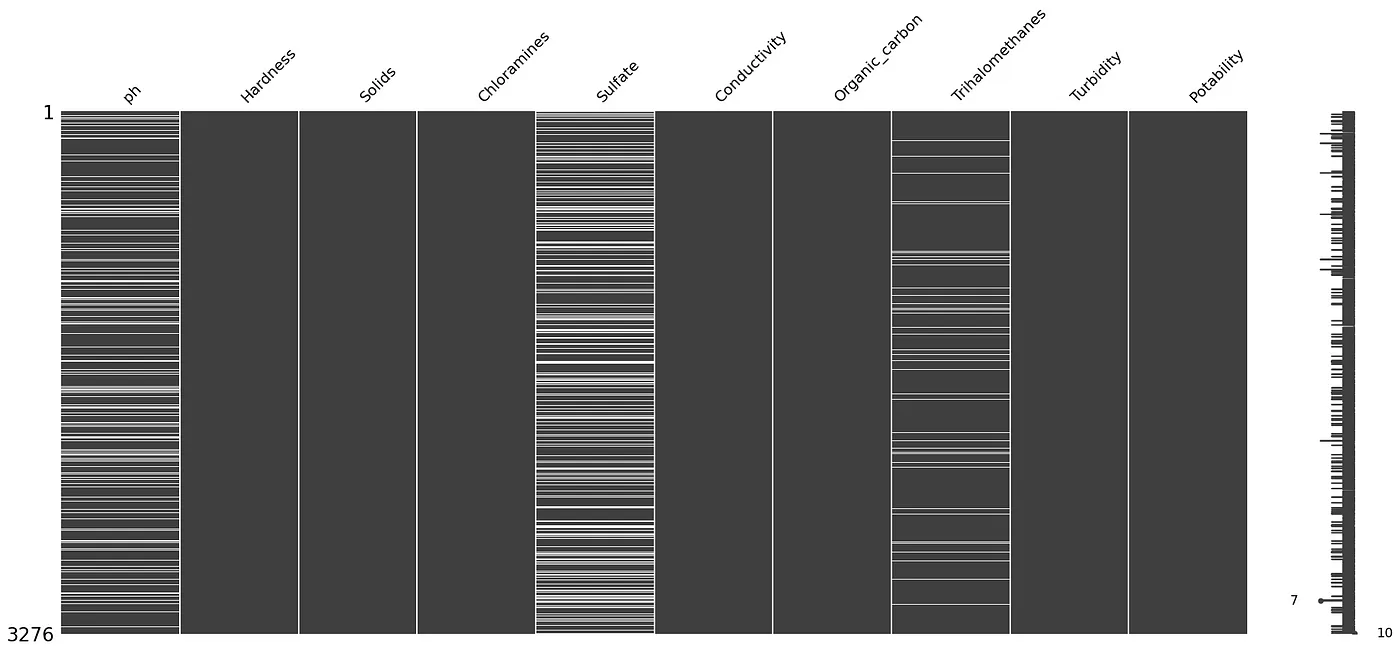 ph
Hardness
Solids
Chloramines
Sulfate
Conductivity
Organic_carbon
Trihalomethanes
Turbidity
Potability
1
7
3276
10